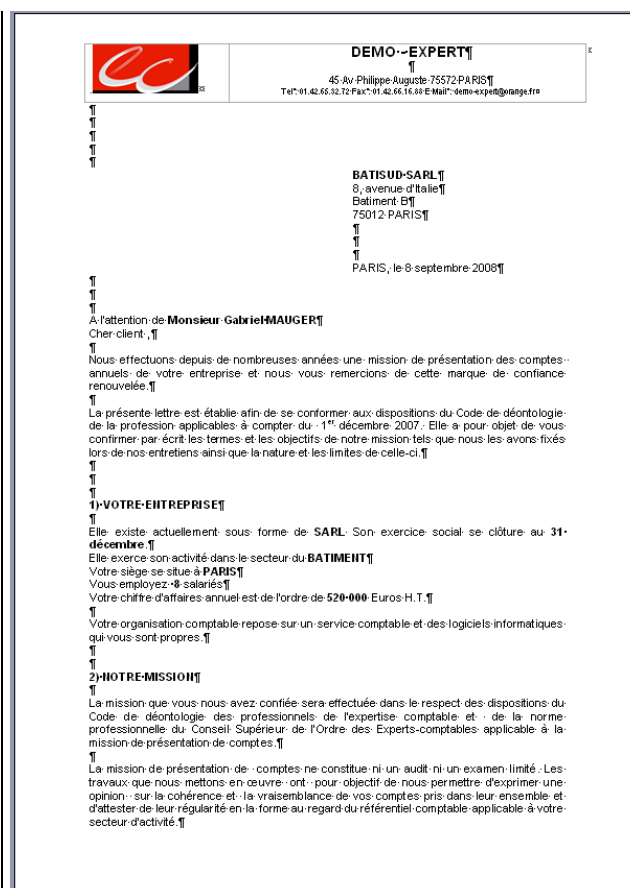 DEMO--EXPERT¶
¶
45·Av·Philippe·Auguste·75572·PARIS¶
Tel°:·01.42.65.32.72·Fax°:·01.42.66.16.88·E·Mail°:·demo-expert@orange.fr¤
¶
¶
¶
¶
¶
BATISUD·SARL¶
8,·avenue·d'Italie¶
Batiment·B¶
75012·PARIS¶
¶
¶
¶
PARIS,·le·8·septembre·2008¶
¶
¶
¶
A·l'attention·de·Monsieur·Gabriel·MAUGER¶
Cher·client·,¶
¶
Nous·effectuons·depuis·de·nombreuses·années·une·mission·de·présentation·des·comptes··
annuels·de·votre·entreprise·et·nous·vous·remercions·de·cette·marque·de·confiance·
renouvelée.¶
¶
La·présente·lettre·est·établie·afin·de·se·conformer·aux·dispositions·du·Code·de·déontologie·
de·la·profession·applicables·à·compter·du··1er·décembre·2007.·Elle·a·pour·objet·de·vous·
confirmer·par·écrit·les·termes·et·les·objectifs·de·notre·mission·tels·que·nous·les·avons·fixés·
lors·de·nos·entretiens·ainsi·que·la·nature·et·les·limites·de·celle-ci.¶
¶
¶
¶
1)·VOTRE·ENTREPRISE¶
¶
Elle·existe·actuellement·sous·forme·de·SARL·Son·exercice·social·se·clôture·au·31·
décembre.¶
Elle·exerce·son·activité·dans·le·secteur·du·BATIMENT¶
Votre·siège·se·situe·à·PARIS¶
Vous·employez··8·salariés¶
Votre·chiffre·d'affaires·annuel·est·de·l'ordre·de·520·000·Euros·H.T.¶
¶
Votre·organisation·comptable·repose·sur·un·service·comptable·et·des·logiciels·informatiques·
qui·vous·sont·propres.¶
¶
¶
2)·NOTRE·MISSION¶
¶
La·mission·que·vous·nous·avez·confiée·sera·effectuée·dans·le·respect·des·dispositions·du·
Code·de·déontologie·des·professionnels·de·l'expertise·comptable·et··de·la·norme·
professionnelle·du·Conseil·Supérieur·de·l'Ordre·des·Experts-comptables·applicable·à·la·
mission·de·présentation·de·comptes.¶
¶
La·mission·de·présentation·de··comptes·ne·constitue·ni·un·audit·ni·un·examen·limité.·Les·
travaux·que·nous·mettons·en·œuvre··ont··pour·objectif·de·nous·permettre·d'exprimer·une·
opinion··sur·la·cohérence·et··la·vraisemblance·de·vos·comptes·pris·dans·leur·ensemble·et·
d'attester·de·leur·régularité·en·la·forme·au·regard·du·référentiel·comptable·applicable·à·votre·
secteur·d'activité.¶